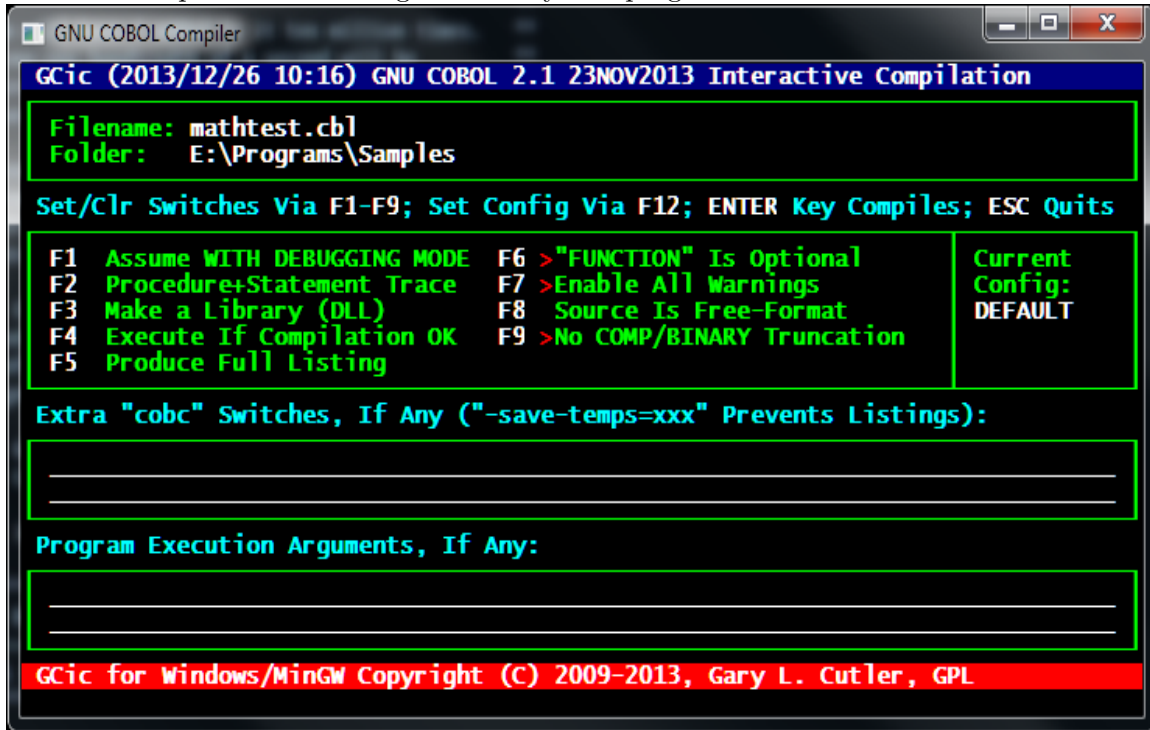 GNU COBOL Compiler
GCic (2013/12/26 10:16) GNU COBOL 2.1 23NOV2013 Interactive Compilation
Filename: mathtest.cbl
Folder: E:\Programs\Samples
Set/Clr Switches Via F1-F9; Set Config Via F12; ENTER Key Compiles; ESC Quits
F1 Assume WITH DEBUGGING MODE F6 >"FUNCTION" Is Optional Current
F2 Procedure+Statement Trace F7 >Enable All Warnings Config:
F3 Make a Library (DLL) F8 Source Is Free-Format DEFAULT
F4 Execute If Compilation OK F9 >No COMP/BINARY Truncation
F5 Produce Full Listing
Extra "cobc" Switches, If Any ("-save-temps=xxx" Prevents Listings):
Program Execution Arguments, If Any:
GCic for Windows/MinGW Copyright (C) 2009-2013, Gary L. Cutler, GPL